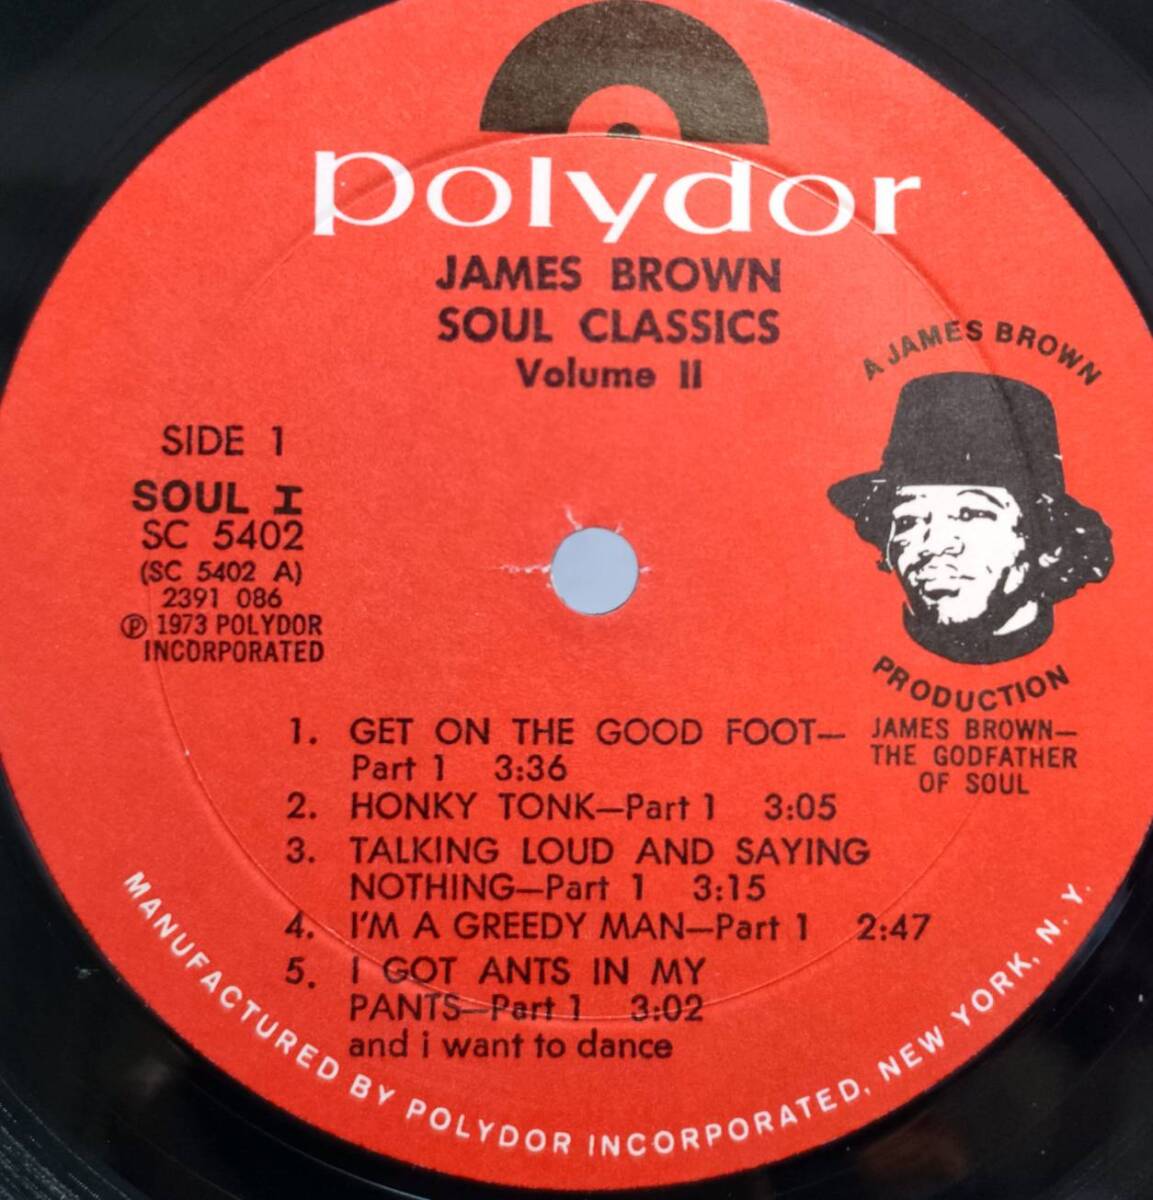 polydor
JAMES BROWN
SOUL CLASSICS
Volume II
SIDE 1
SOUL I
SC 5402
(SC 5402 A)
2391 086
℗ 1973 POLYDOR
INCORPORATED
A JAMES BROWN
PRODUCTION
JAMES BROWN—
THE GODFATHER
OF SOUL
1. GET ON THE GOOD FOOT—
Part 1 3:36
2. HONKY TONK—Part 1 3:05
3. TALKING LOUD AND SAYING
NOTHING—Part 1 3:15
4. I'M A GREEDY MAN—Part 1 2:47
5. I GOT ANTS IN MY
PANTS—Part 1 3:02
and i want to dance
MANUFACTURED BY POLYDOR INCORPORATED, NEW YORK, N. Y.